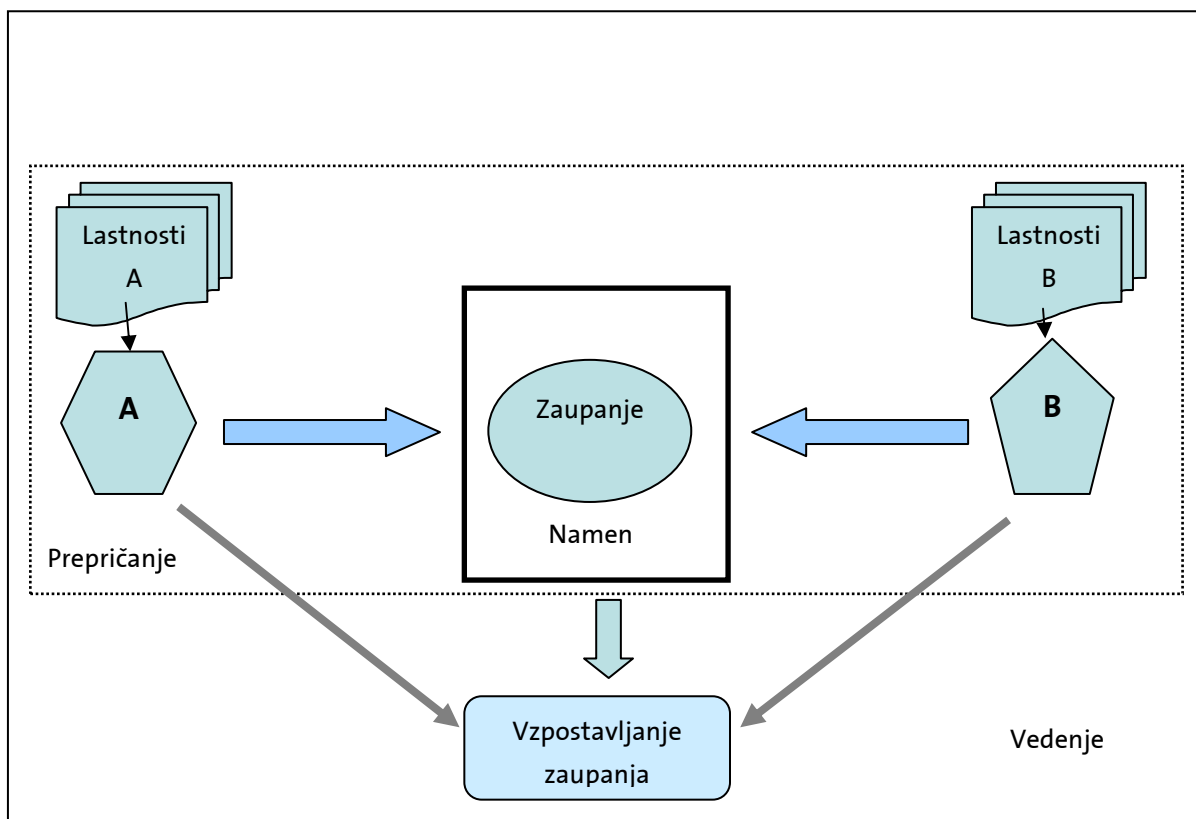 Lastnosti
A
Lastnosti
B
A
Zaupanje
B
Namen
Prepričanje
Vzpostavljanje
zaupanja
Vedenje